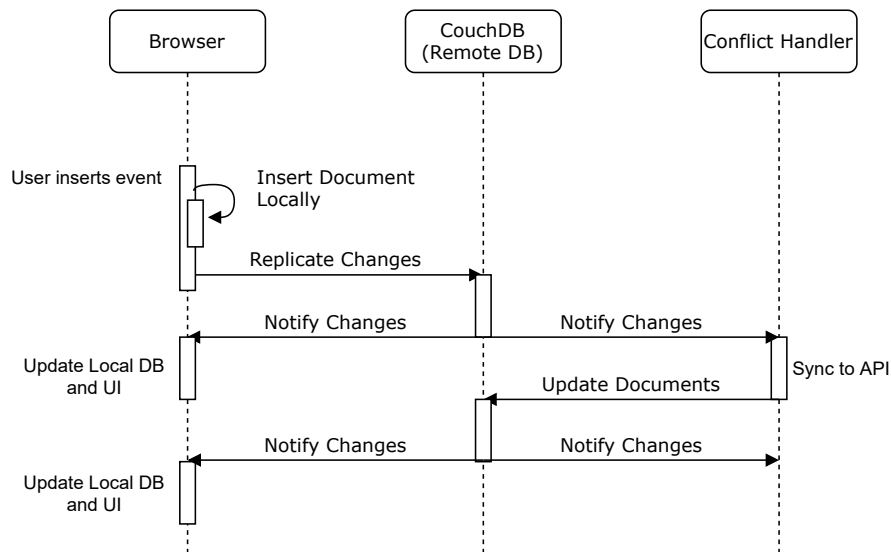 Browser
CouchDB
(Remote DB)
Conflict Handler
User inserts event
Insert Document
Locally
Replicate Changes
Notify Changes
Notify Changes
Update Local DB
and UI
Sync to API
Update Documents
Notify Changes
Notify Changes
Update Local DB
and UI